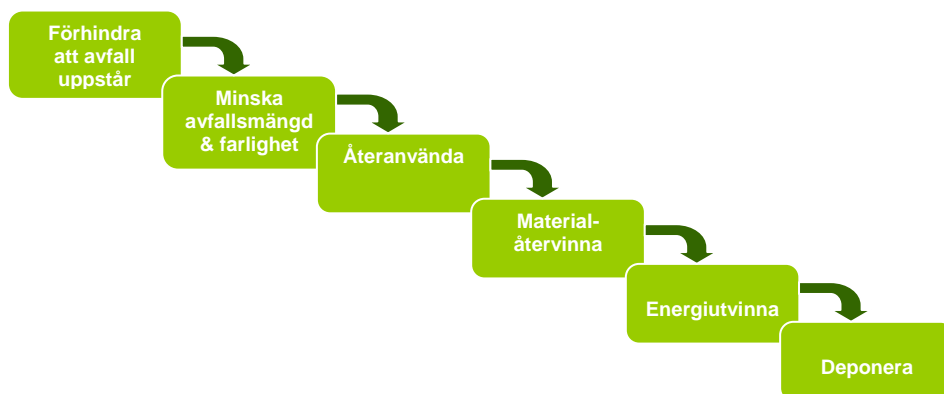 Förhindra
att avfall
uppstår
Minska
avfallsmängd
& farlighet
Återanvända
Material-
återvinna
Energiutvinna
Deponera